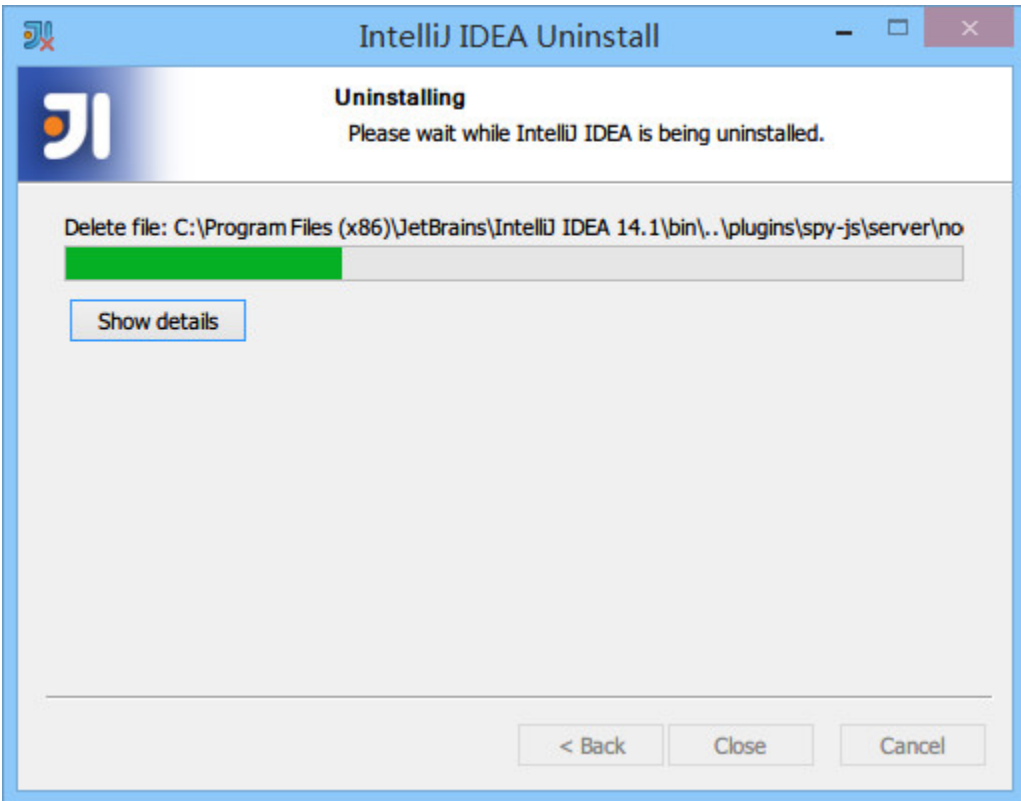 IntelliJ IDEA Uninstall
Uninstalling
Please wait while IntelliJ IDEA is being uninstalled.
Delete file: C:\Program Files (x86)\JetBrains\IntelliJ IDEA 14.1\bin\..\plugins\spy-js\server\no
Show details
< Back
Close
Cancel